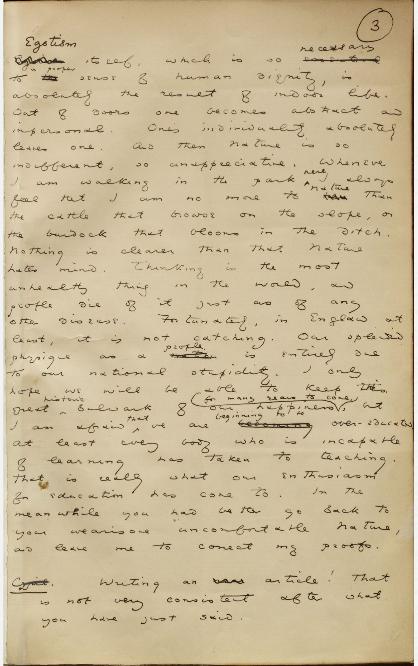 3
Egotism
itself, which is so necessary
to a proper sense of human dignity, is
absolutely the result of indoor life.
Out of doors one becomes abstract and
impersonal. One's individuality absolutely
leaves one. And then Nature is so
indifferent, so unappreciative. Whenever
I am walking in the park here, I always
feel that I am no more to Nature than
the cattle that browse on the slope, or
the burdock that blooms in the ditch.
Nothing is clearer than that Nature
hates mind. Thinking is the most
unhealthy thing in the world, and
people die of it just as of any
other disease. Fortunately, in England at
least, it is not catching. Our splendid
physique as a people is entirely due
to our national stupidity. I only
hope we will be able to keep this
great historic bulwark of our happiness for many years to come, but
I am afraid that we are beginning to be over-educated
at least every body who is incapable
of learning has taken to teaching.
That is really what our enthusiasm
for education has come to. In the
meanwhile you had better go back to
your wearisome uncomfortable Nature,
and leave me to correct my proofs.
Writing an article! That
is not very consistent after what
you have just said.